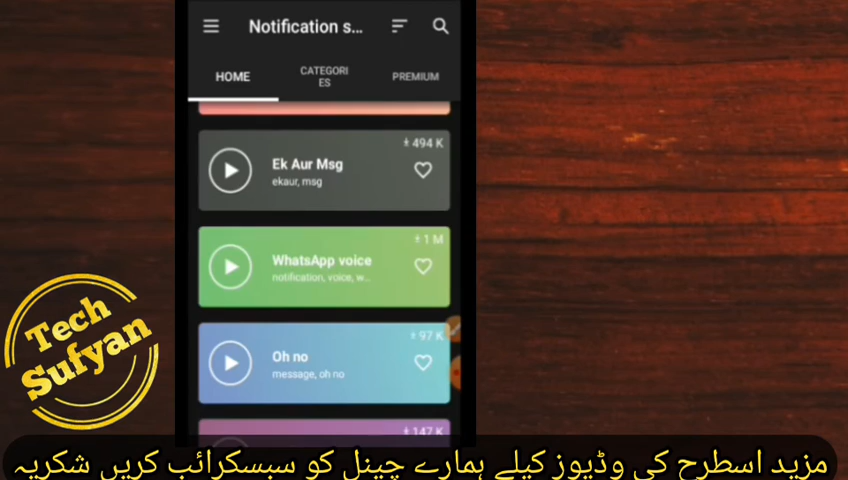 Notification s...
HOME
CATEGORI
ES
PREMIUM
494 K
Ek Aur Msg
ekaur, msg
1 M
WhatsApp voice
notification, voice, w...
97 K
Oh no
message, oh no
147 K
Tech
Sufyan
مزید اسطرح کی وڈیوز کیلے ہمارے چینل کو سبسکرائب کریں شکریہ